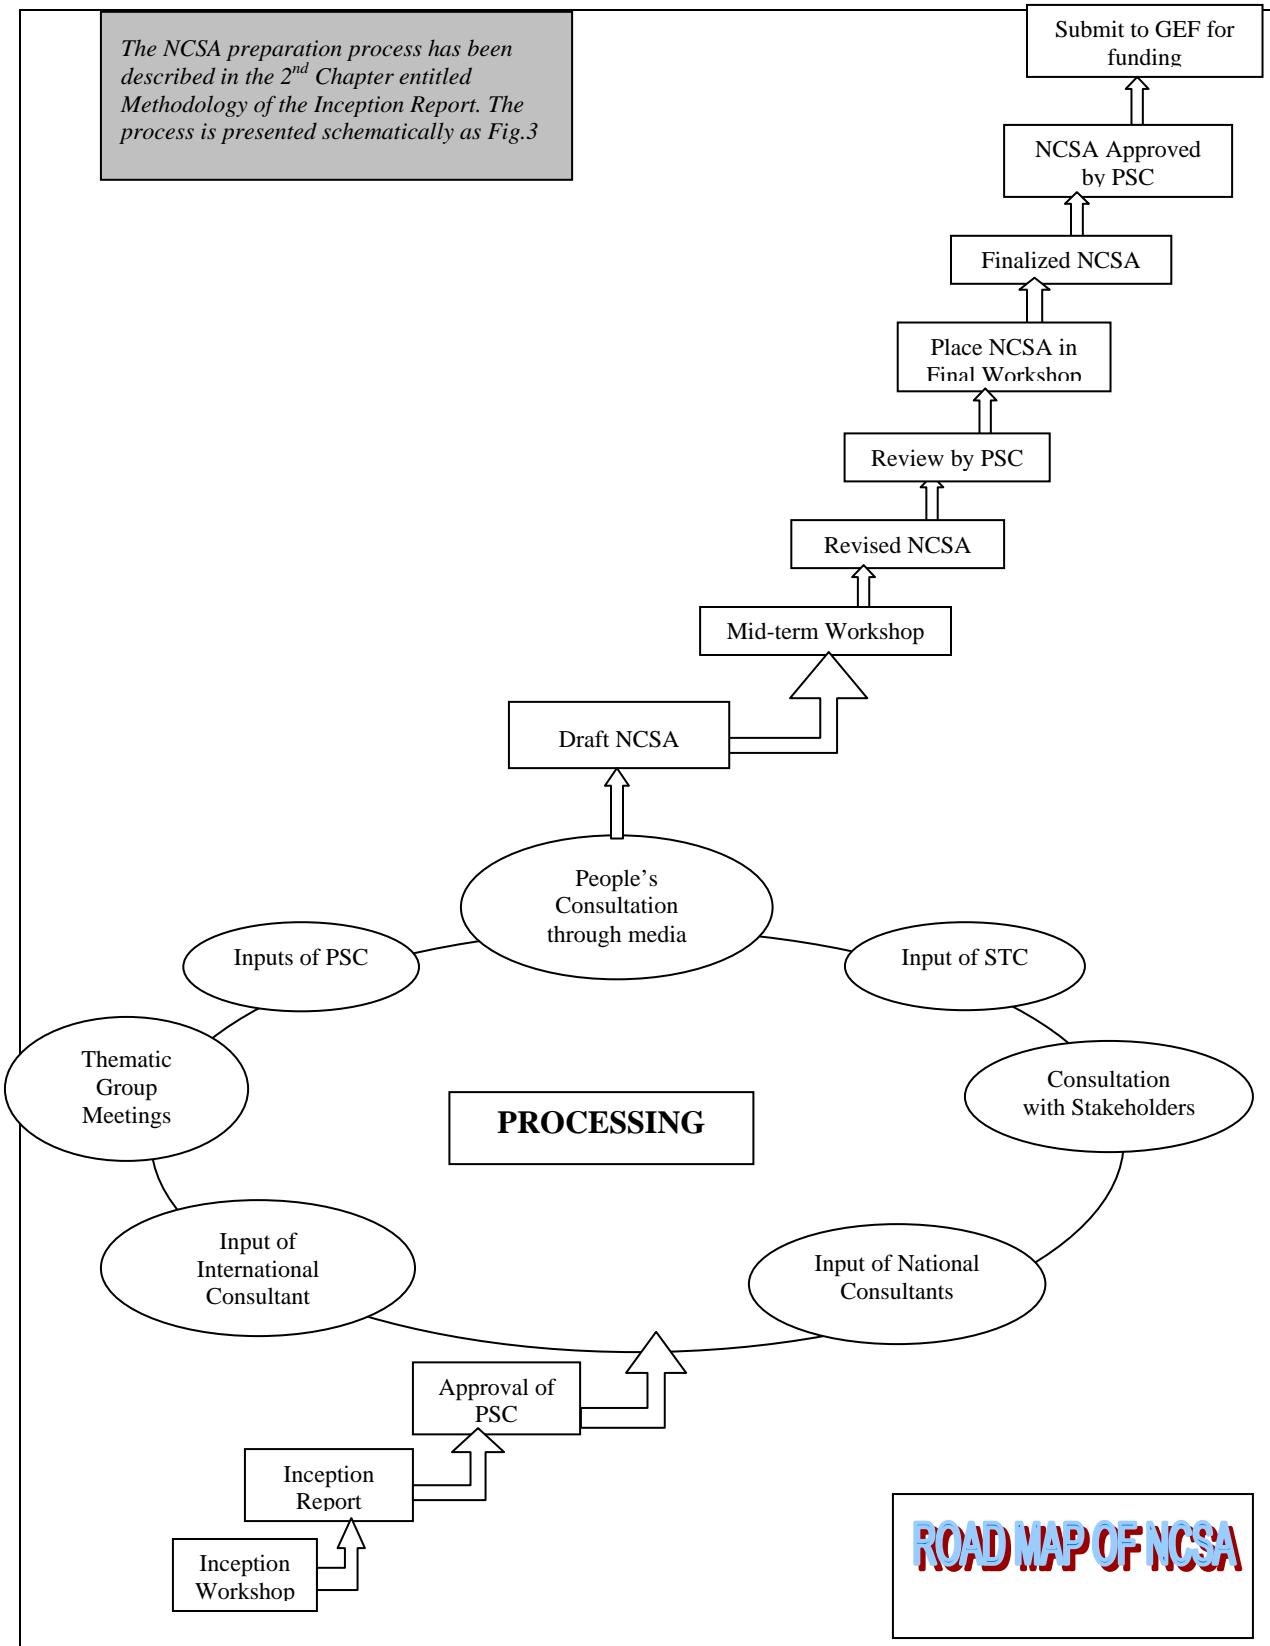 The NCSA preparation process has been
described in the 2nd Chapter entitled
Methodology of the Inception Report. The
process is presented schematically as Fig.3
Submit to GEF for
funding
NCSA Approved
by PSC
Finalized NCSA
Place NCSA in
Final Workshop
Review by PSC
Revised NCSA
Mid-term Workshop
Draft NCSA
People’s
Consultation
through media
Inputs of PSC
Input of STC
Thematic
Group
Meetings
Consultation
with Stakeholders
PROCESSING
Input of
International
Consultant
Input of National
Consultants
Approval of
PSC
Inception
Report
Inception
Workshop
ROAD MAP OF NCSA